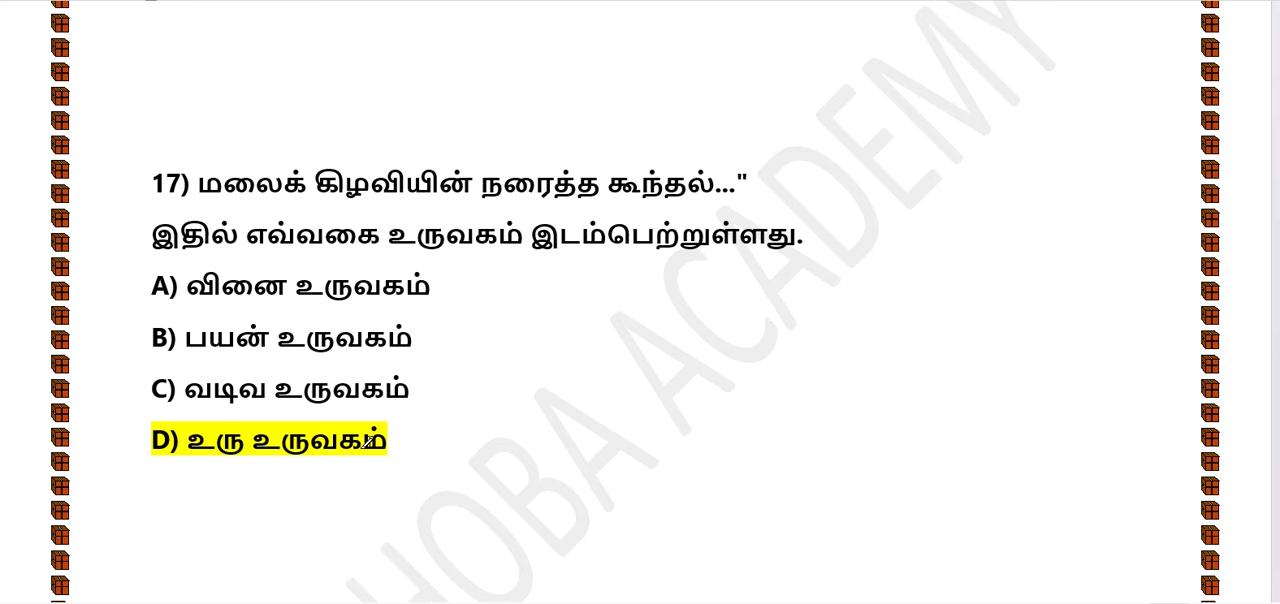 17) மலைக் கிழவியின் நரைத்த கூந்தல்..."
இதில் எவ்வகை உருவகம் இடம்பெற்றுள்ளது.
A) வினை உருவகம்
B) பயன் உருவகம்
C) வடிவ உருவகம்
D) உரு உருவகம்
HOBA ACADEMY